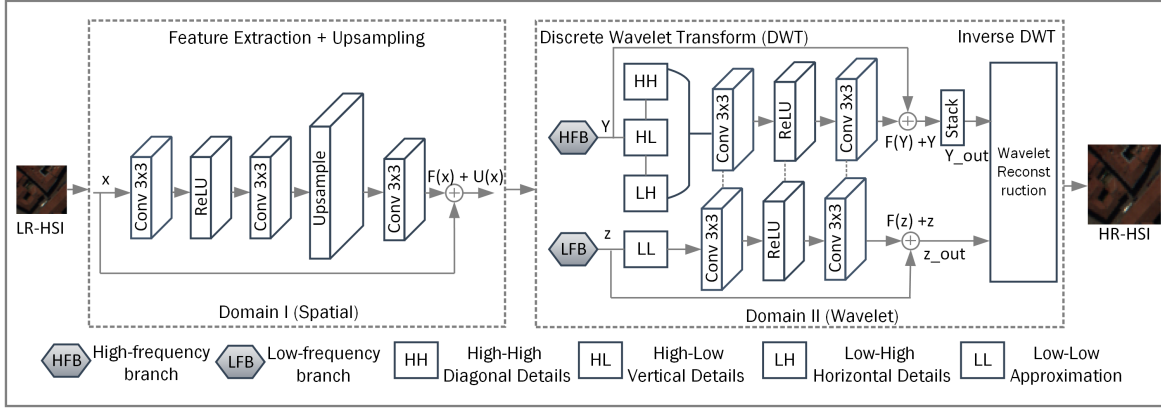 Feature Extraction + Upsampling
Discrete Wavelet Transform (DWT)
Inverse DWT
LR-HSI
x
Conv 3x3
ReLU
Conv 3x3
Upsample
Conv 3x3
F(x) + U(x)
Domain I (Spatial)
HFB
Y
HH
HL
LH
Conv 3x3
ReLU
Conv 3x3
F(Y) +Y
Stack
Y_out
LFB
z
LL
Conv 3x3
ReLU
Conv 3x3
F(z) +z
z_out
Wavelet
Reconst
ruction
HR-HSI
Domain II (Wavelet)
HFB
High-frequency
branch
LFB
Low-frequency
branch
HH
High-High
Diagonal Details
HL
High-Low
Vertical Details
LH
Low-High
Horizontal Details
LL
Low-Low
Approximation